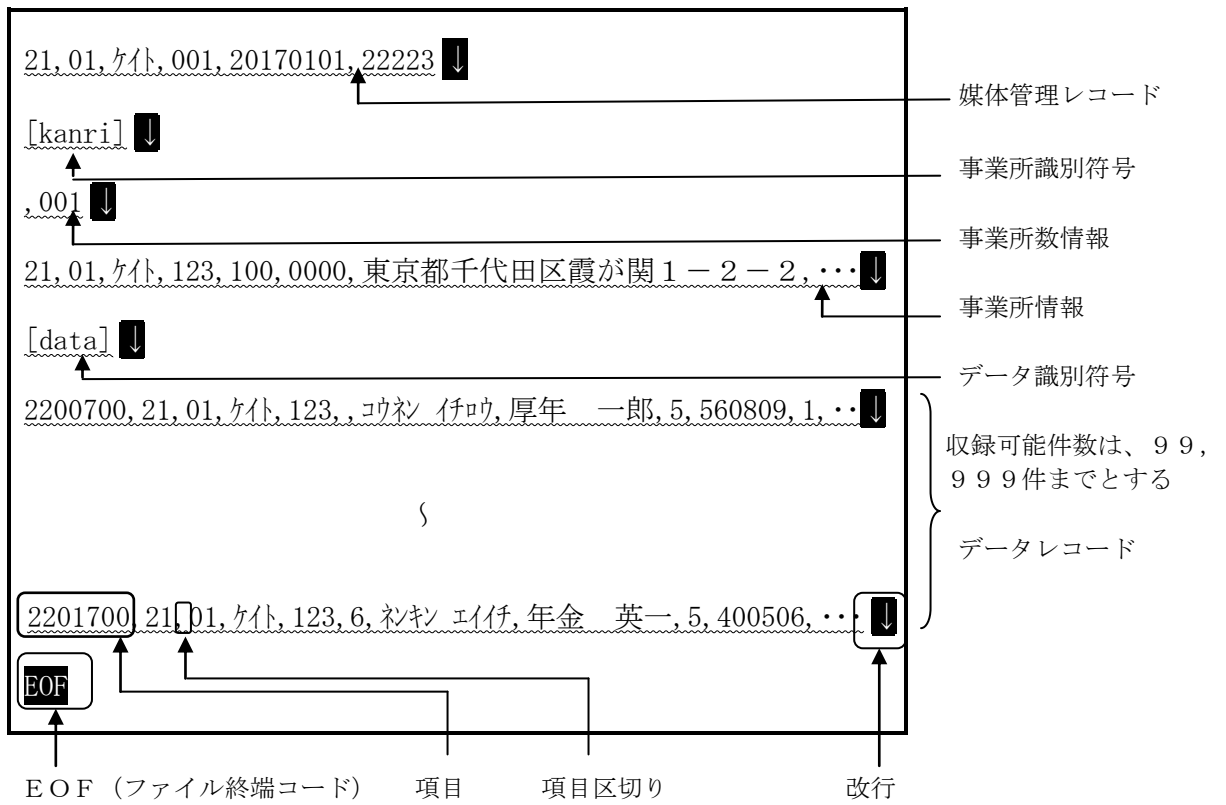 21,01,ｹｲﾄ,001,20170101,22223↓
媒体管理レコード
[kanri]↓
事業所識別符号
,001↓
事業所数情報
21,01,ｹｲﾄ,123,100,0000,東京都千代田区霞が関１－２－２,･･･↓
事業所情報
[data]↓
データ識別符号
2200700,21,01,ｹｲﾄ,123,,ｺｳﾈﾝ ｲﾁﾛｳ,厚年　一郎,5,560809,1,･･↓
収録可能件数は、９９，
９９９件までとする
～
データレコード
2201700,21,01,ｹｲﾄ,123,6,ﾈﾝｷﾝ ｴｲｲﾁ,年金　英一,5,400506,･･･↓
EOF
ＥＯＦ（ファイル終端コード）　項目　項目区切り　改行